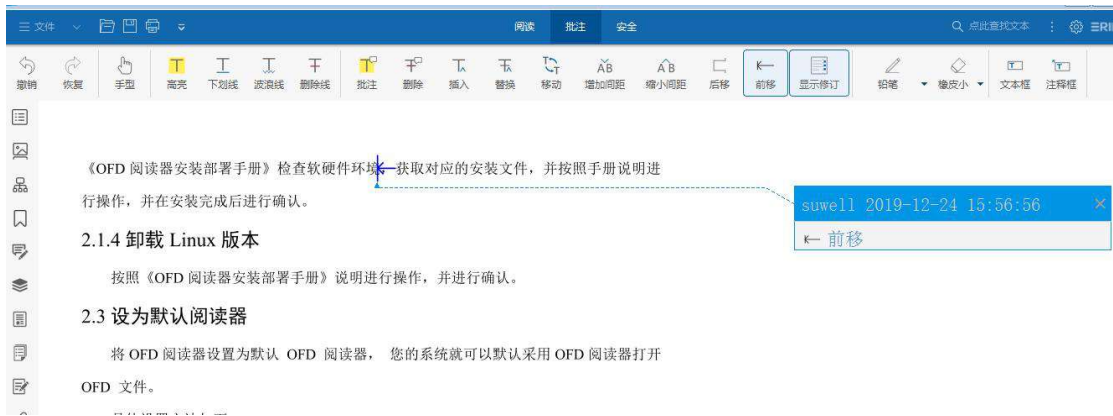 文件
阅读 批注 安全
点此查找文本
撤销 恢复 手型 高亮 下划线 波浪线 删除线 批注 删除 插入 替换 移动 增加间距 缩小间距 后移 前移 显示修订 铅笔 橡皮小 文本框 注释框
《OFD 阅读器安装部署手册》检查软硬件环境 获取对应的安装文件，并按照手册说明进
行操作，并在安装完成后进行确认。
suwell 2019-12-24 15:56:56
前移
2.1.4 卸载 Linux 版本
按照《OFD 阅读器安装部署手册》说明进行操作，并进行确认。
2.3 设为默认阅读器
将 OFD 阅读器设置为默认 OFD 阅读器， 您的系统就可以默认采用 OFD 阅读器打开
OFD 文件。